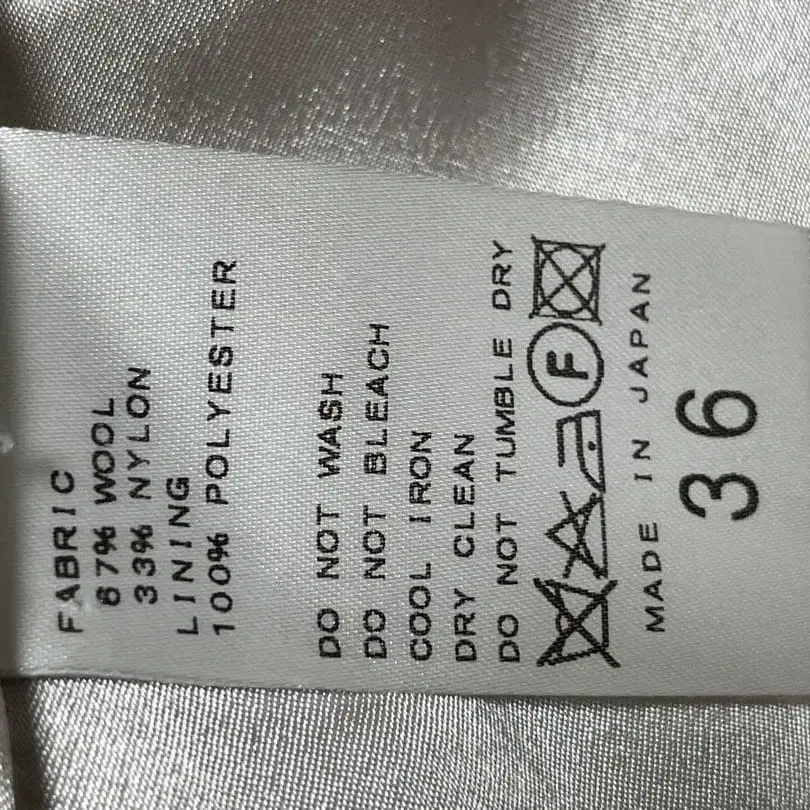 FABRIC
67% WOOL
33% NYLON
LINING
100% POLYESTER
DO NOT WASH
DO NOT BLEACH
COOL IRON
DRY CLEAN
DO NOT TUMBLE DRY
F
MADE IN JAPAN
36